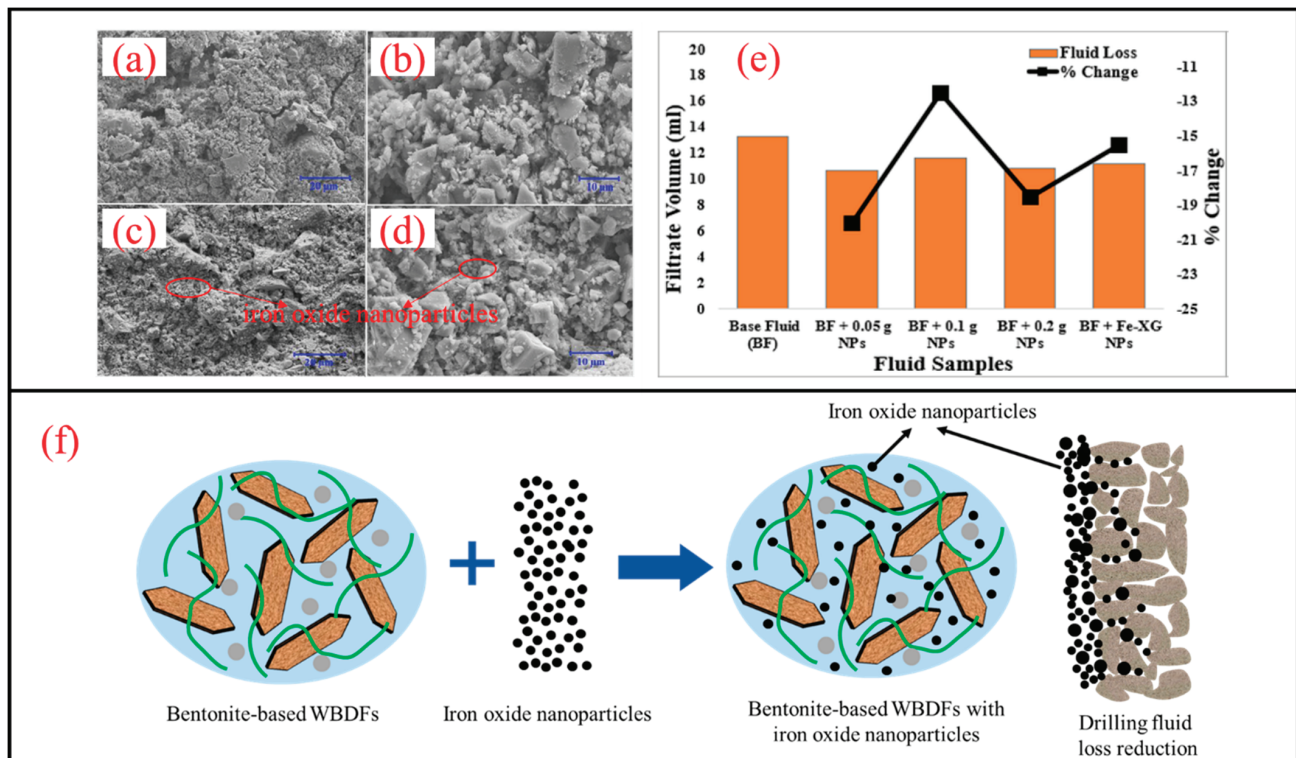 (a)
(b)
20 μm
10 μm
(c)
(d)
iron oxide nanoparticles
20 μm
10 μm
(e)
Fluid Loss
% Change
Filtrate Volume (ml)
20
18
16
14
12
10
8
6
4
2
0
% Change
-11
-13
-15
-17
-19
-21
-23
-25
Base Fluid
(BF)
BF + 0.05 g
NPs
BF + 0.1 g
NPs
BF + 0.2 g
NPs
BF + Fe-XG
NPs
Fluid Samples
(f)
Iron oxide nanoparticles
Bentonite-based WBDFs
Iron oxide nanoparticles
Bentonite-based WBDFs with
iron oxide nanoparticles
Drilling fluid
loss reduction